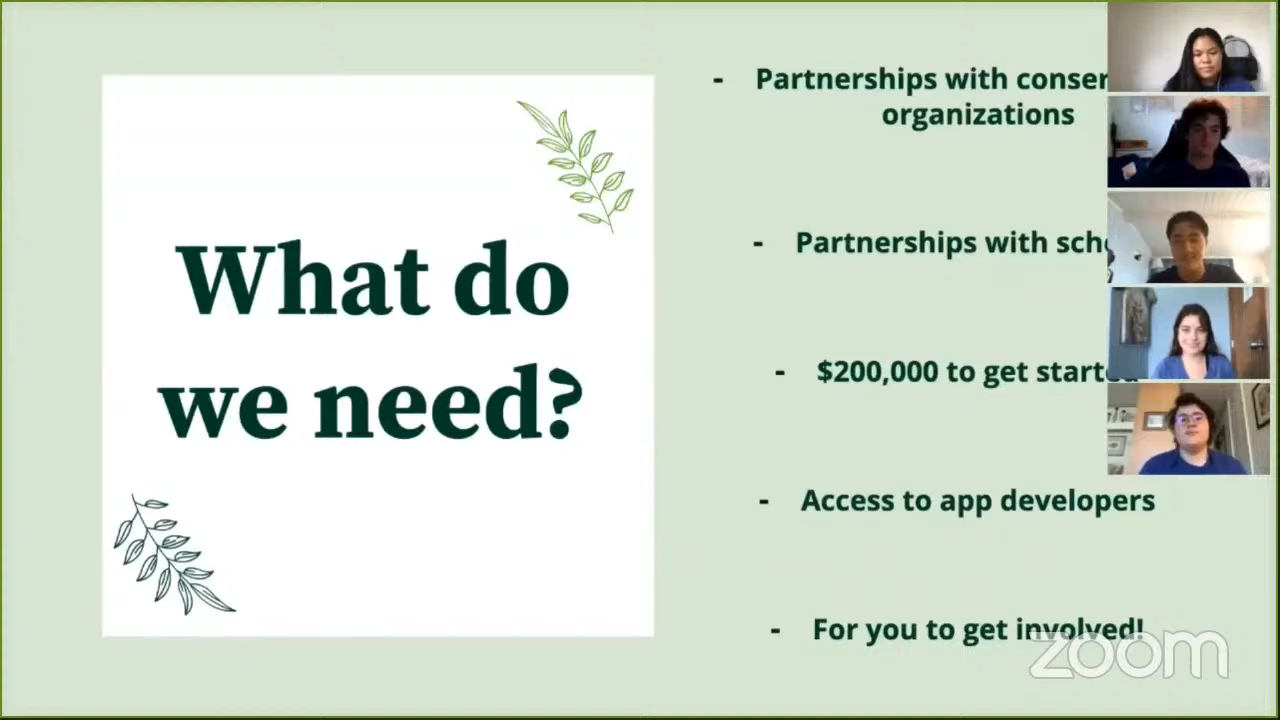 What do
we need?
- Partnerships with
organizations
- Partnerships with
- $200,000 to get started
- Access to app developers
- For you to get involved!
zoom